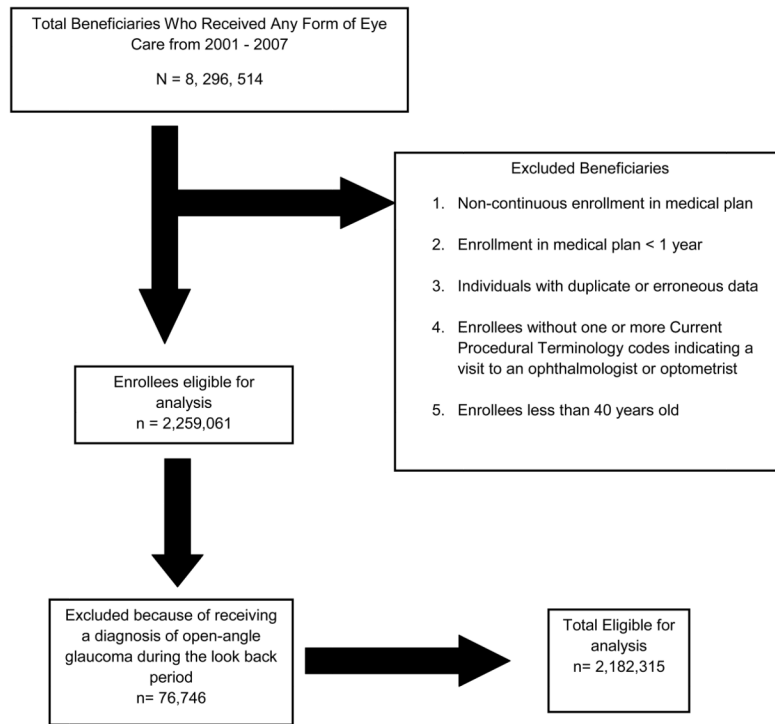 Total Beneficiaries Who Received Any Form of Eye
Care from 2001 - 2007
N = 8, 296, 514
Excluded Beneficiaries
1. Non-continuous enrollment in medical plan
2. Enrollment in medical plan < 1 year
3. Individuals with duplicate or erroneous data
4. Enrollees without one or more Current
Procedural Terminology codes indicating a
visit to an ophthalmologist or optometrist
5. Enrollees less than 40 years old
Enrollees eligible for
analysis
n = 2,259,061
Excluded because of receiving
a diagnosis of open-angle
glaucoma during the look back
period
n= 76,746
Total Eligible for
analysis
n= 2,182,315